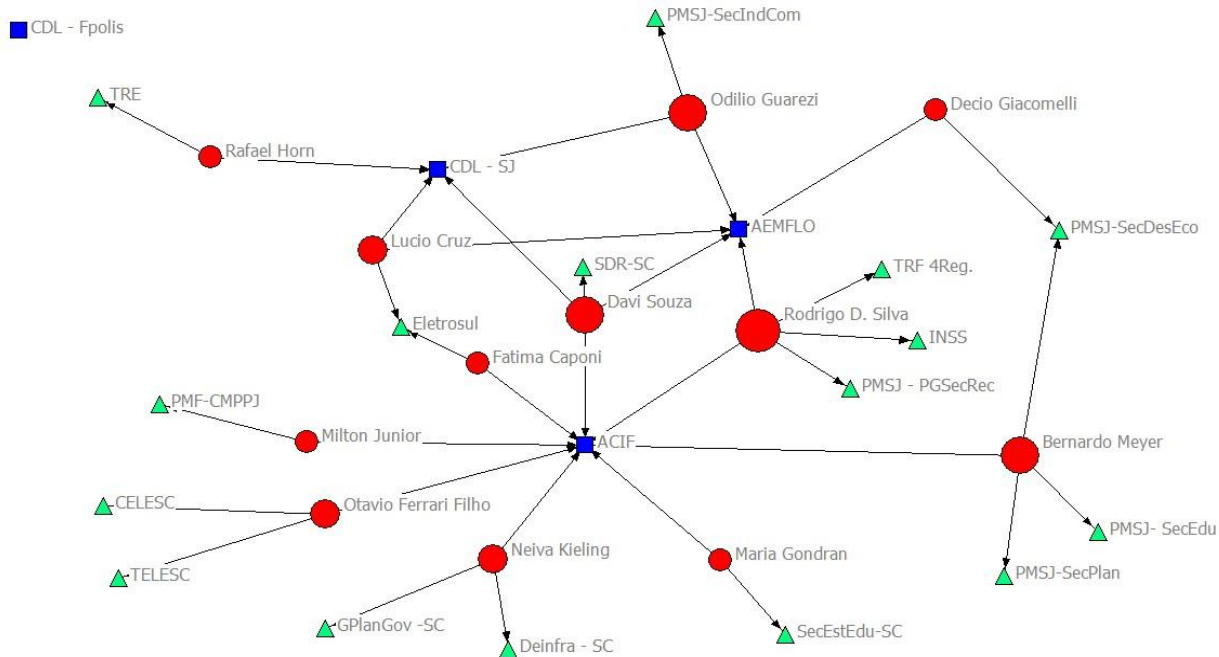 PMSJ-SecIndCom
CDL - Fpolis
TRE
Odilio Guarezi
Decio Giacomelli
Rafael Horn
CDL - SJ
AEMFLO
PMSJ-SecDesEco
Lucio Cruz
SDR-SC
TRF 4Reg.
Davi Souza
Rodrigo D. Silva
Eletrosul
INSS
Fatima Caponi
PMSJ - PGSecRec
PMF-CMPPJ
Milton Junior
ACIF
Bernardo Meyer
CELESC
Otavio Ferrari Filho
PMSJ- SecEdu
Neiva Kieling
Maria Gondran
TELESC
PMSJ-SecPlan
GPlanGov -SC
SecEstEdu-SC
Deinfra - SC